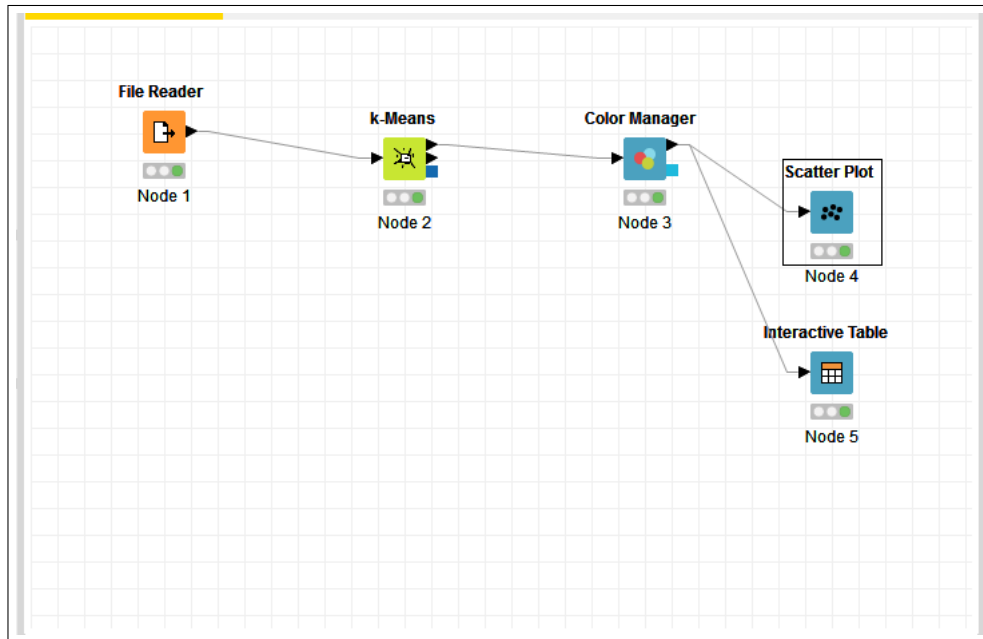 File Reader
Node 1
k-Means
Node 2
Color Manager
Node 3
Scatter Plot
Node 4
Interactive Table
Node 5